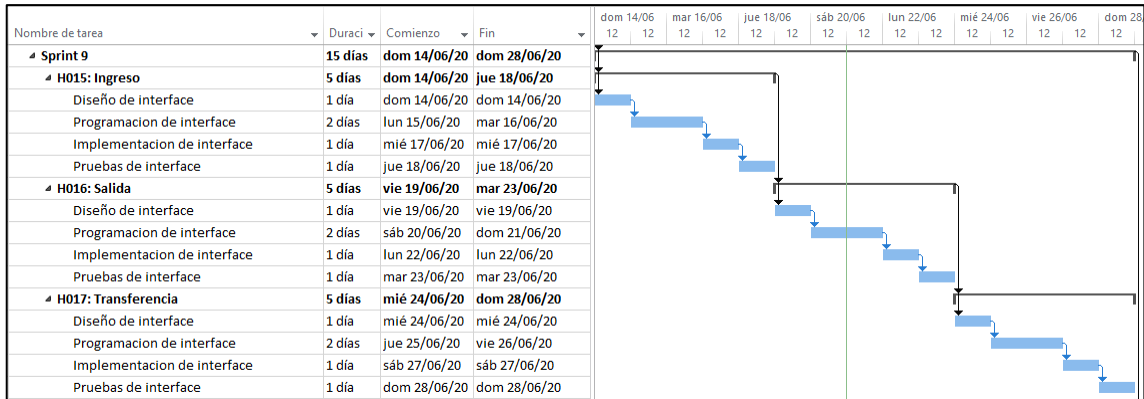 dom 14/06 mar 16/06 jue 18/06 sáb 20/06 lun 22/06 mié 24/06 vie 26/06 dom 28
Nombre de tarea Duraci Comienzo Fin 12 12 12 12 12 12 12 12 12 12 12 12 12 12 12
Sprint 9 15 días dom 14/06/20 dom 28/06/20
H015: Ingreso 5 días dom 14/06/20 jue 18/06/20
Diseño de interface 1 día dom 14/06/20 dom 14/06/20
Programacion de interface 2 días lun 15/06/20 mar 16/06/20
Implementacion de interface 1 día mié 17/06/20 mié 17/06/20
Pruebas de interface 1 día jue 18/06/20 jue 18/06/20
H016: Salida 5 días vie 19/06/20 mar 23/06/20
Diseño de interface 1 día vie 19/06/20 vie 19/06/20
Programacion de interface 2 días sáb 20/06/20 dom 21/06/20
Implementacion de interface 1 día lun 22/06/20 lun 22/06/20
Pruebas de interface 1 día mar 23/06/20 mar 23/06/20
H017: Transferencia 5 días mié 24/06/20 dom 28/06/20
Diseño de interface 1 día mié 24/06/20 mié 24/06/20
Programacion de interface 2 días jue 25/06/20 vie 26/06/20
Implementacion de interface 1 día sáb 27/06/20 sáb 27/06/20
Pruebas de interface 1 día dom 28/06/20 dom 28/06/20